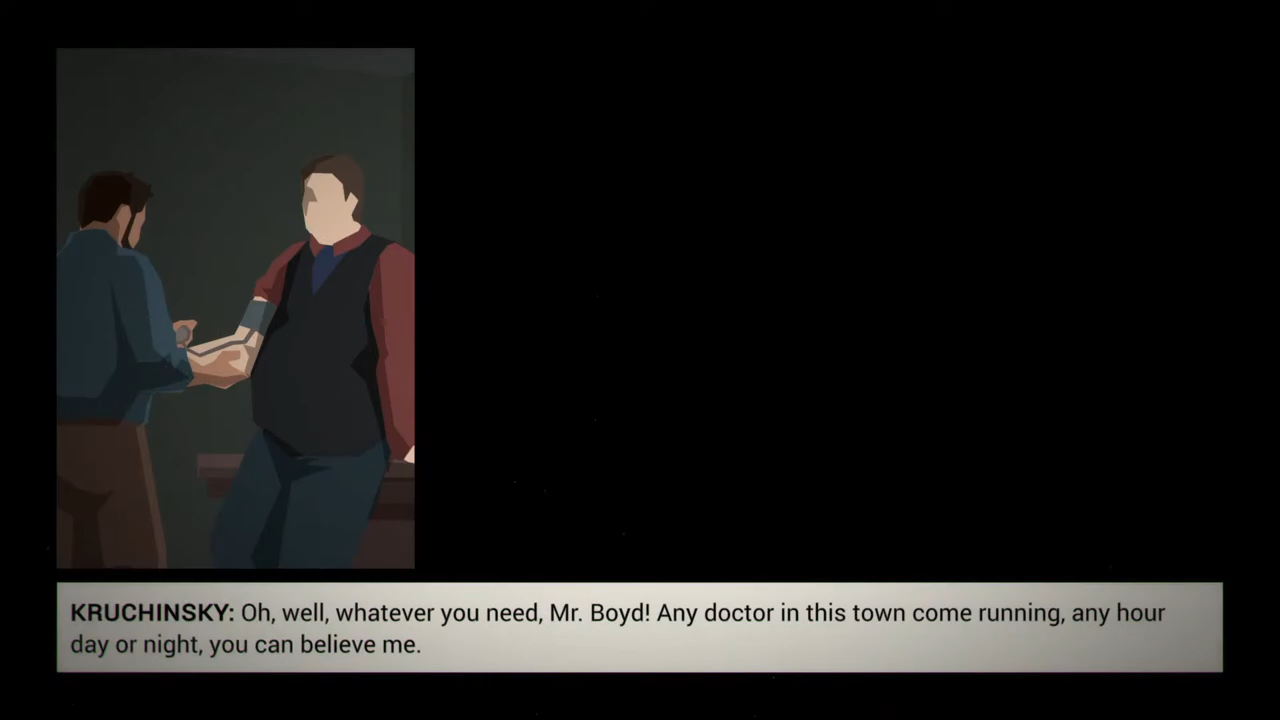 KRUCHINSKY: Oh, well, whatever you need, Mr. Boyd! Any doctor in this town come running, any hour
day or night, you can believe me.